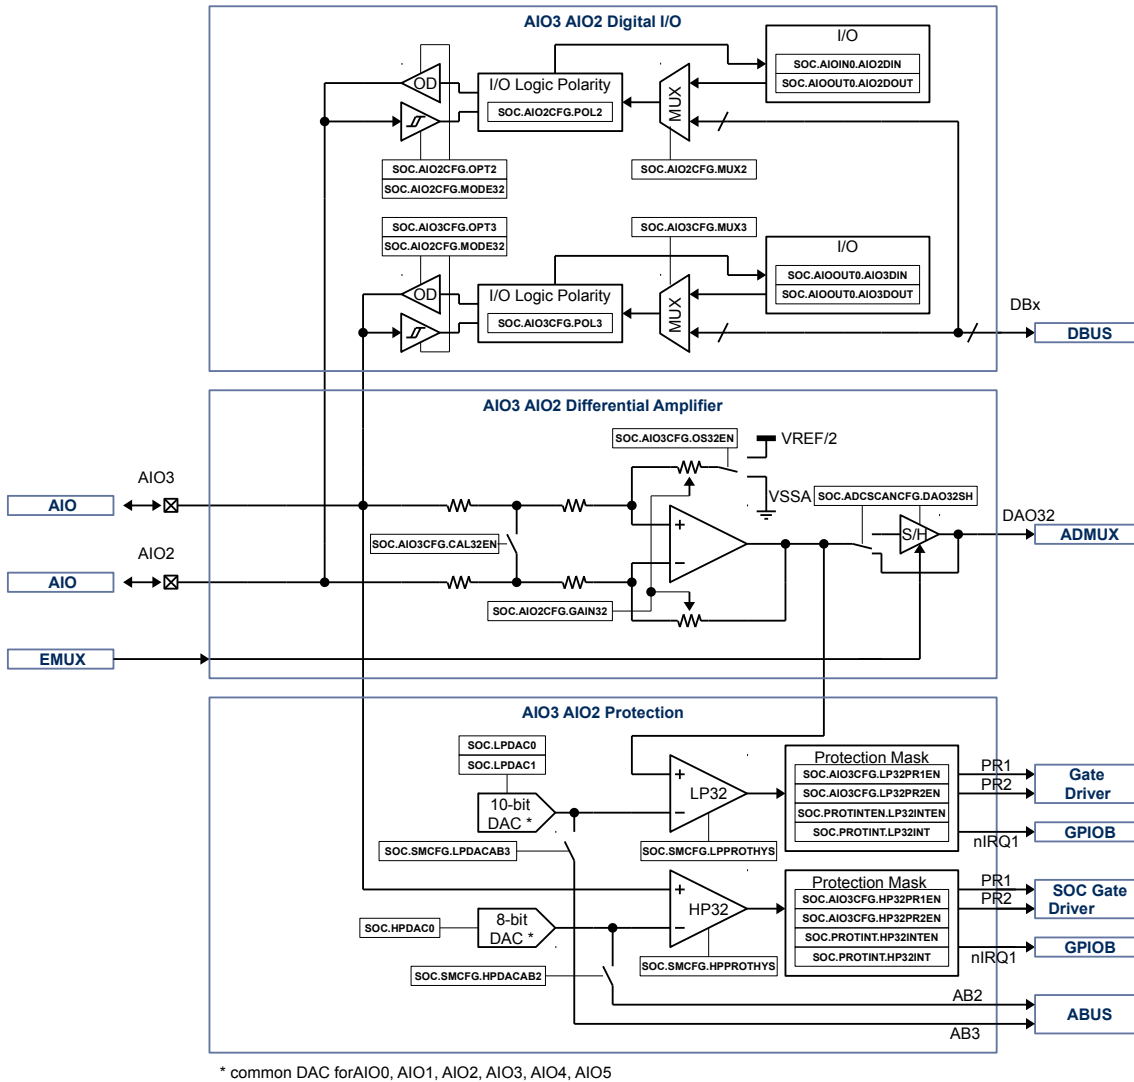 AIO3 AIO2 Digital I/O
I/O
SOC.AIOIN0.AIO2DIN
SOC.AIOOUT0.AIO2DOUT
OD
I/O Logic Polarity
SOC.AIO2CFG.POL2
MUX
SOC.AIO2CFG.OPT2
SOC.AIO2CFG.MODE32
SOC.AIO2CFG.MUX2
SOC.AIO3CFG.OPT3
SOC.AIO2CFG.MODE32
SOC.AIO3CFG.MUX3
I/O
SOC.AIOOUT0.AIO3DIN
SOC.AIOOUT0.AIO3DOUT
OD
I/O Logic Polarity
SOC.AIO3CFG.POL3
MUX
DBx
DBUS
AIO3 AIO2 Differential Amplifier
SOC.AIO3CFG.OS32EN
VREF/2
AIO3
AIO
VSSA
SOC.ADCSCANCFG.DAO32SH
DAO32
S/H
ADMUX
+
−
SOC.AIO3CFG.CAL32EN
AIO2
AIO
SOC.AIO2CFG.GAIN32
EMUX
AIO3 AIO2 Protection
SOC.LPDAC0
SOC.LPDAC1
10-bit
DAC *
+
−
LP32
Protection Mask
SOC.AIO3CFG.LP32PR1EN
SOC.AIO3CFG.LP32PR2EN
SOC.PROTINTEN.LP32INTEN
SOC.PROTINT.LP32INT
PR1
PR2
Gate
Driver
nIRQ1
GPIOB
SOC.SMCFG.LPDACAB3
SOC.SMCFG.LPPROTHYS
SOC.HPDAC0
8-bit
DAC *
+
−
HP32
Protection Mask
SOC.AIO3CFG.HP32PR1EN
SOC.AIO3CFG.HP32PR2EN
SOC.PROTINT.HP32INTEN
SOC.PROTINT.HP32INT
PR1
PR2
SOC Gate
Driver
nIRQ1
GPIOB
SOC.SMCFG.HPDACAB2
SOC.SMCFG.HPPROTHYS
AB2
AB3
ABUS
* common DAC forAIO0, AIO1, AIO2, AIO3, AIO4, AIO5